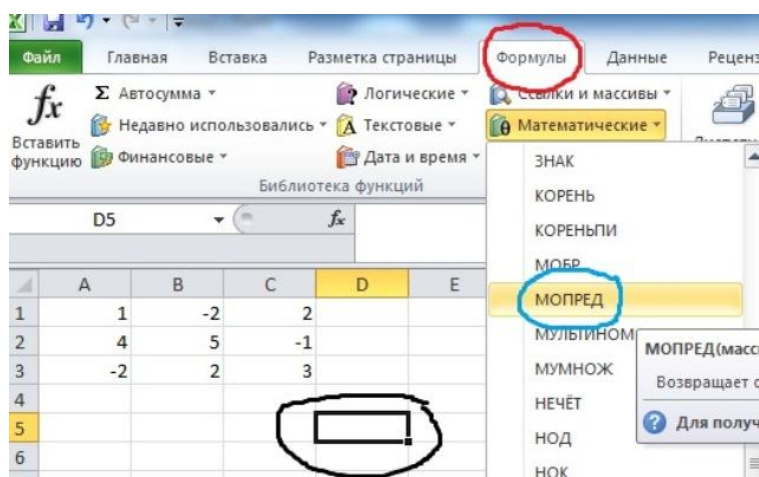 Файл Главная Вставка Разметка страницы Формулы Данные
fx Σ Автосумма Логические Ссылки и массивы
Вставить функцию Недавно использовались Текстовые Математические
Финансовые Дата и время
Библиотека функций
ЗНАК
КОРЕНЬ
D5 fx
КОРЕНЬПИ
МОБР
A B C D E
МОПРЕД
1 1 -2 2
2 4 5 -1
МОПРЕД(масс
3 -2 2 3
МУМНОЖ
Возвращает
4
НЕЧЁТ
5
Для
НОД
6
НОК